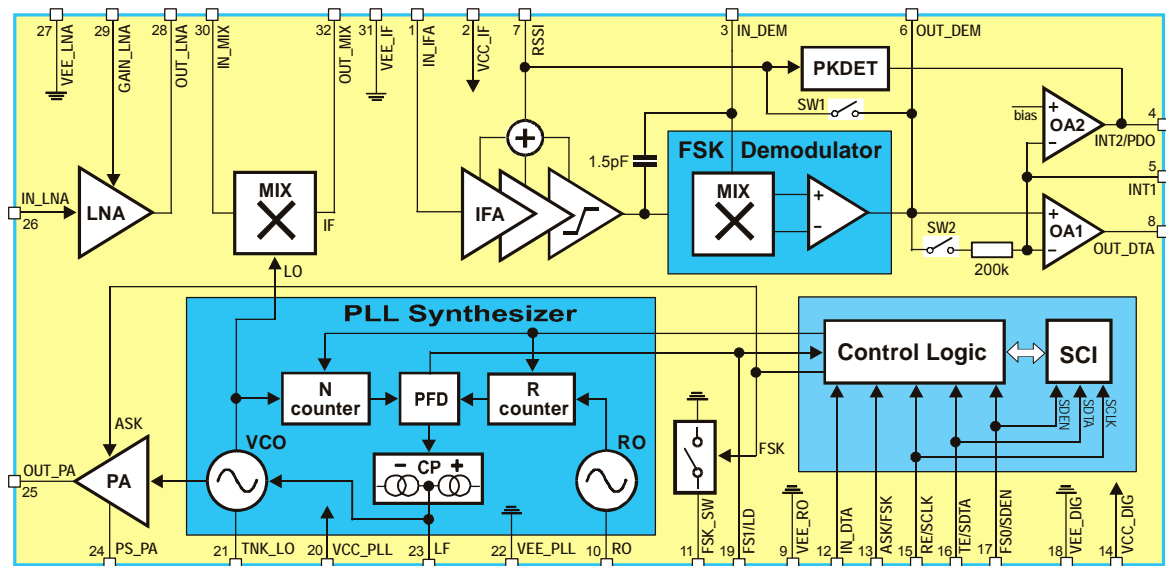 27
29
28
30
32
31
1
2
7
3
6
VEE_LNA
GAIN_LNA
OUT_LNA
IN_MIX
OUT_MIX
VEE_IF
IN_IFA
VCC_IF
RSSI
IN_DEM
OUT_DEM
PKDET
SW1
bias
+
OA2
−
4
INT2/PDO
5
INT1
1.5pF
FSK Demodulator
MIX
+
−
+
IN_LNA
26
LNA
MIX
IF
LO
IFA
SW2
200k
+
OA1
−
8
OUT_DTA
PLL Synthesizer
N
counter
PFD
R
counter
Control Logic
SCI
SDEN
SDTA
SCLK
ASK
VCO
RO
− CP +
FSK
OUT_PA
25
PA
24
PS_PA
21
TNK_LO
20
VCC_PLL
23
LF
22
VEE_PLL
10
RO
11
FSK_SW
19
FS1/LD
9
VEE_RO
12
IN_DTA
13
ASK/FSK
15
RE/SCLK
16
TE/SDTA
17
FS0/SDEN
18
VEE_DIG
14
VCC_DIG